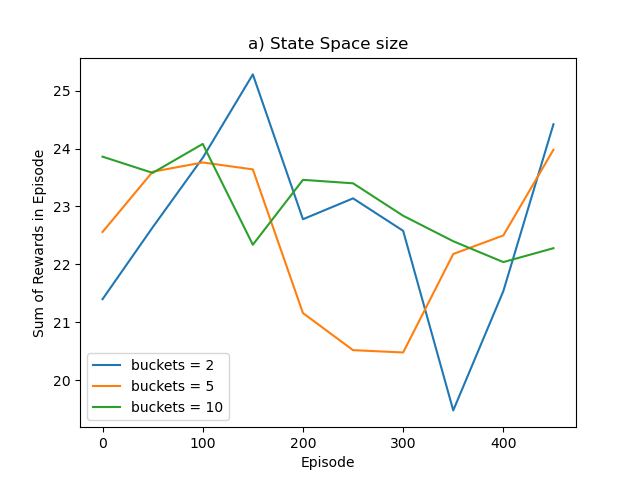 a) State Space size
Sum of Rewards in Episode
25
24
23
22
21
20
buckets = 2
buckets = 5
buckets = 10
0 100 200 300 400
Episode